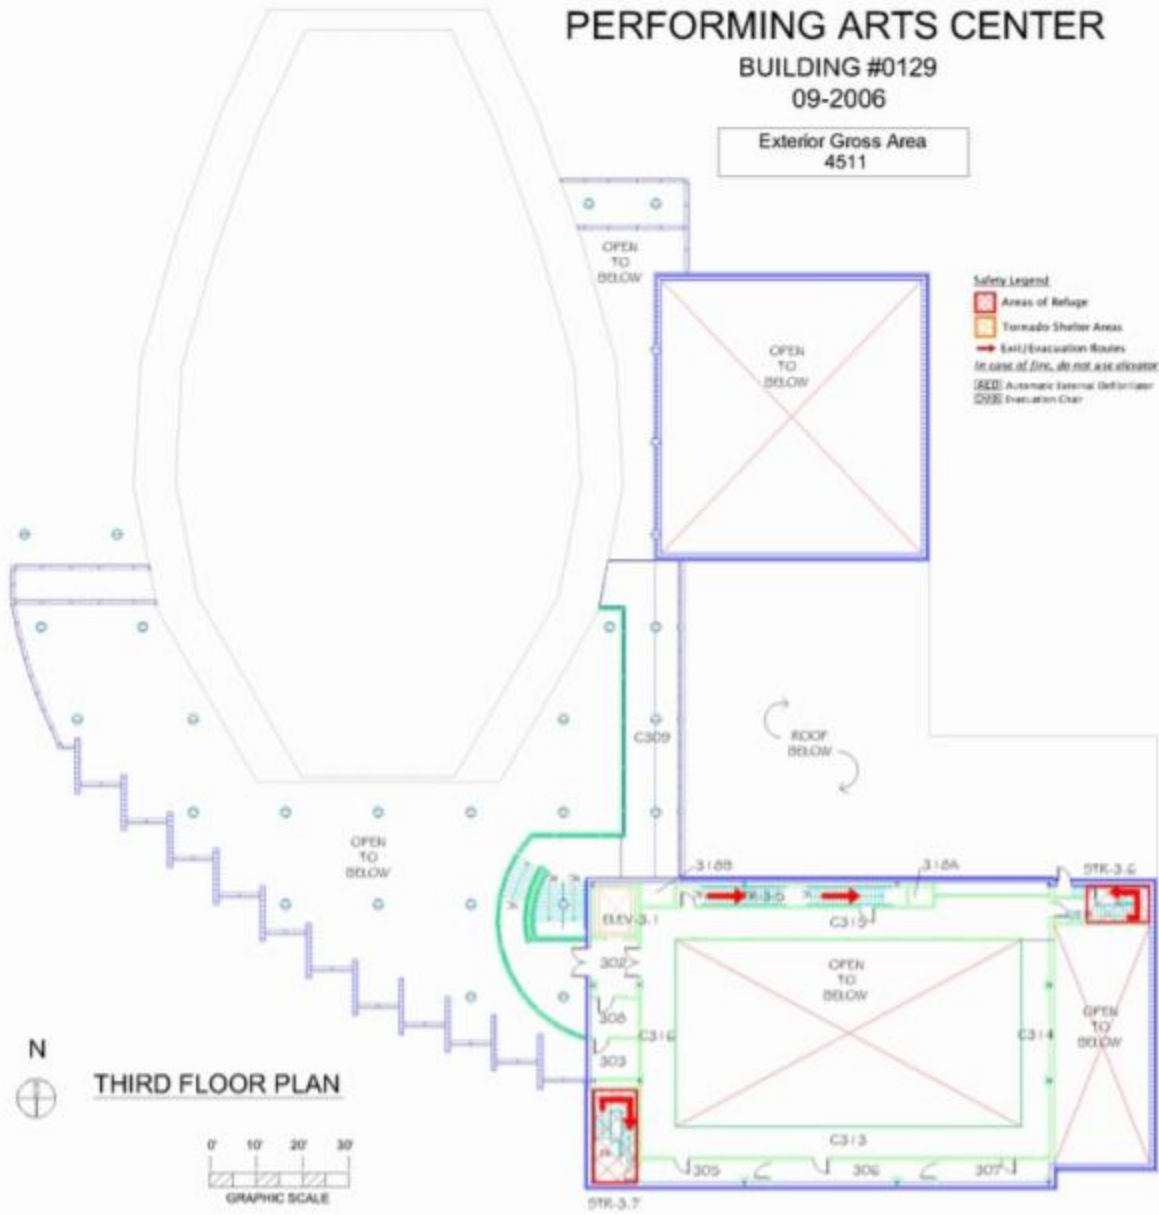 PERFORMING ARTS CENTER
BUILDING #0129
09-2006
Exterior Gross Area
4511
OPEN
TO
BELOW
Safety Legend
Areas of Refuge
Tornado Shelter Areas
Exit/Evacuation Routes
In case of fire, do not use elevator
AED Automatic External Defibrillator
Evacuation Chair
OPEN
TO
BELOW
C309
ROOF
BELOW
OPEN
TO
BELOW
318B
318A
STR-3.6
ELEV-3.1
C315
302
OPEN
TO
BELOW
308
C316
C314
OPEN
TO
BELOW
303
N
THIRD FLOOR PLAN
C313
305
306
307
0' 10' 20' 30'
GRAPHIC SCALE
STR-3.7